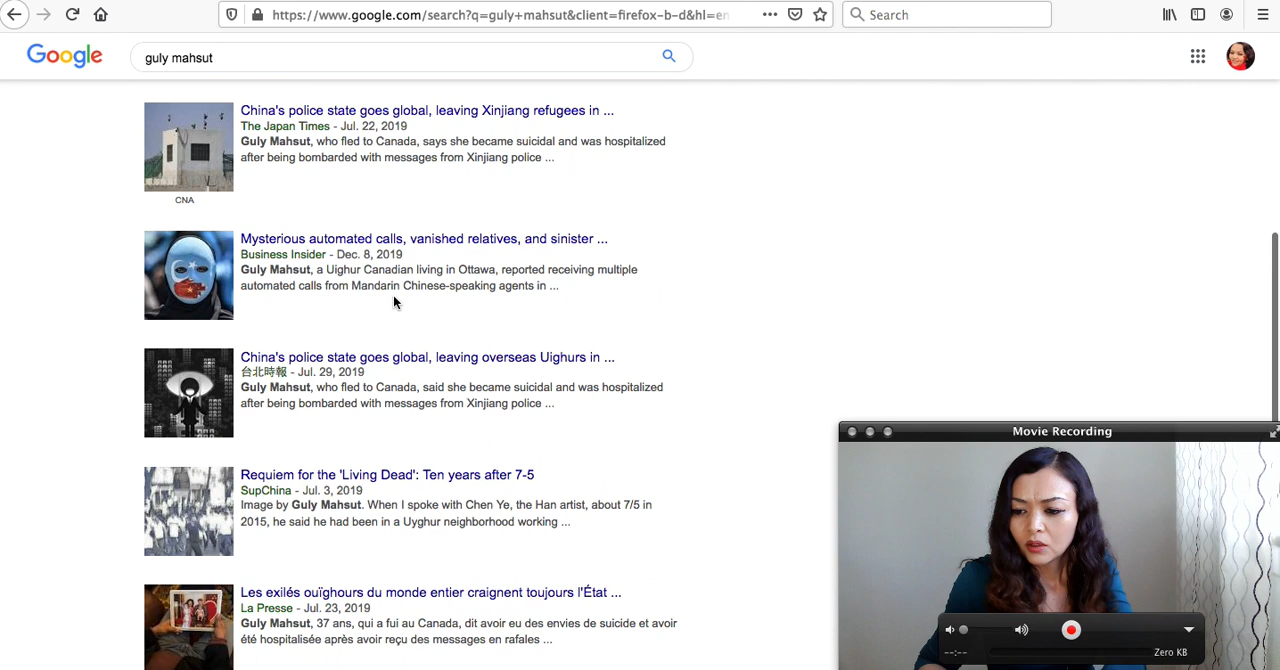 https://www.google.com/search?q=guly+mahsut&client=firefox-b-d&hl=en
Search
Google
guly mahsut
China's police state goes global, leaving Xinjiang refugees in ...
The Japan Times - Jul. 22, 2019
Guly Mahsut, who fled to Canada, says she became suicidal and was hospitalized
after being bombarded with messages from Xinjiang police ...
CNA
Mysterious automated calls, vanished relatives, and sinister ...
Business Insider - Dec. 8, 2019
Guly Mahsut, a Uighur Canadian living in Ottawa, reported receiving multiple
automated calls from Mandarin Chinese-speaking agents in ...
China's police state goes global, leaving overseas Uighurs in ...
台北時報 - Jul. 29, 2019
Guly Mahsut, who fled to Canada, said she became suicidal and was hospitalized
after being bombarded with messages from Xinjiang police ...
Requiem for the 'Living Dead': Ten years after 7-5
SupChina - Jul. 3, 2019
Image by Guly Mahsut. When I spoke with Chen Ye, the Han artist, about 7/5 in
2015, he said he had been in a Uyghur neighborhood working ...
Les exilés ouïghours du monde entier craignent toujours l'État ...
La Presse - Jul. 23, 2019
Guly Mahsut, 37 ans, qui a fui au Canada, dit avoir eu des envies de suicide et avoir
été hospitalisée après avoir reçu des messages en rafales ...
Movie Recording
--:--
Zero KB